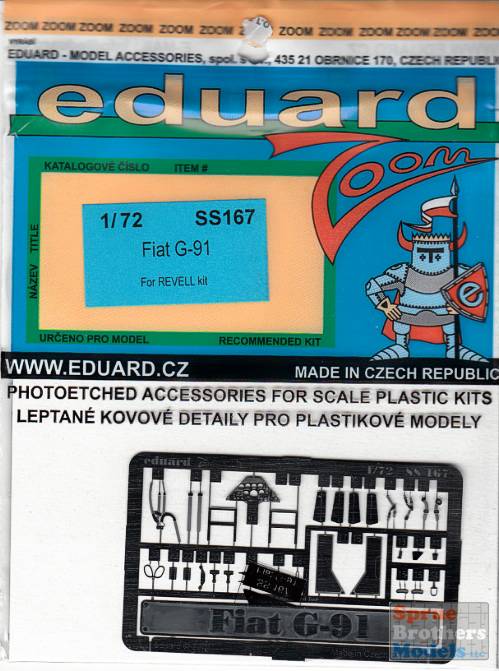 ZOOM ZOOM ZOOM ZOOM ZOOM ZOOM ZOOM ZOOM ZOOM
EDUARD - MODEL ACCESSORIES, spol. s r.o., 435 21 OBRNICE 170, CZECH REPUBLIC
eduard
Zoom
KATALOGOVÉ ČÍSLO ITEM #
NÁZEV TITLE
1/72 SS167
Fiat G-91
For REVELL kit
URČENO PRO MODEL RECOMMENDED KIT
e
WWW.EDUARD.CZ MADE IN CZECH REPUBLIC
PHOTOETCHED ACCESSORIES FOR SCALE PLASTIC KITS
LEPTANÉ KOVOVÉ DETAILY PRO PLASTIKOVÉ MODELY
eduard 1/72 SS 167
Fiat G-91
Sprue
Brothers
Models LLC